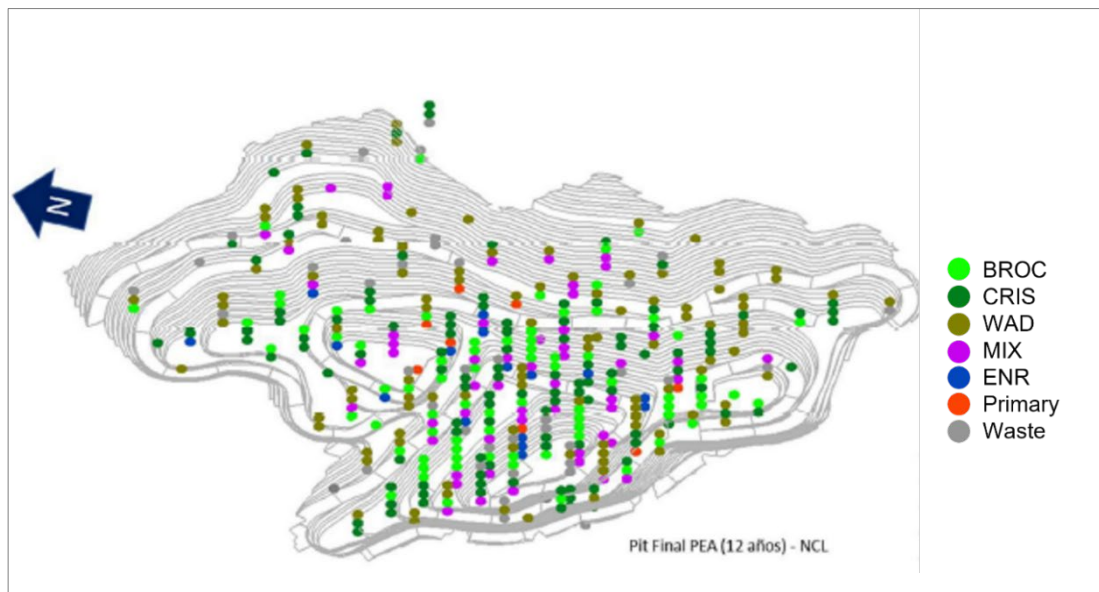 N
BROC
CRIS
WAD
MIX
ENR
Primary
Waste
Pit Final PEA (12 años) - NCL